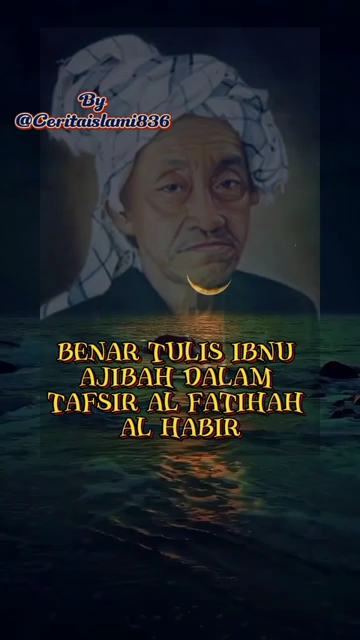 By
@Ceritaislami836
BENAR TULIS IBNU
AJIBAH DALAM
TAFSIR AL FATIHAH
AL HABIR